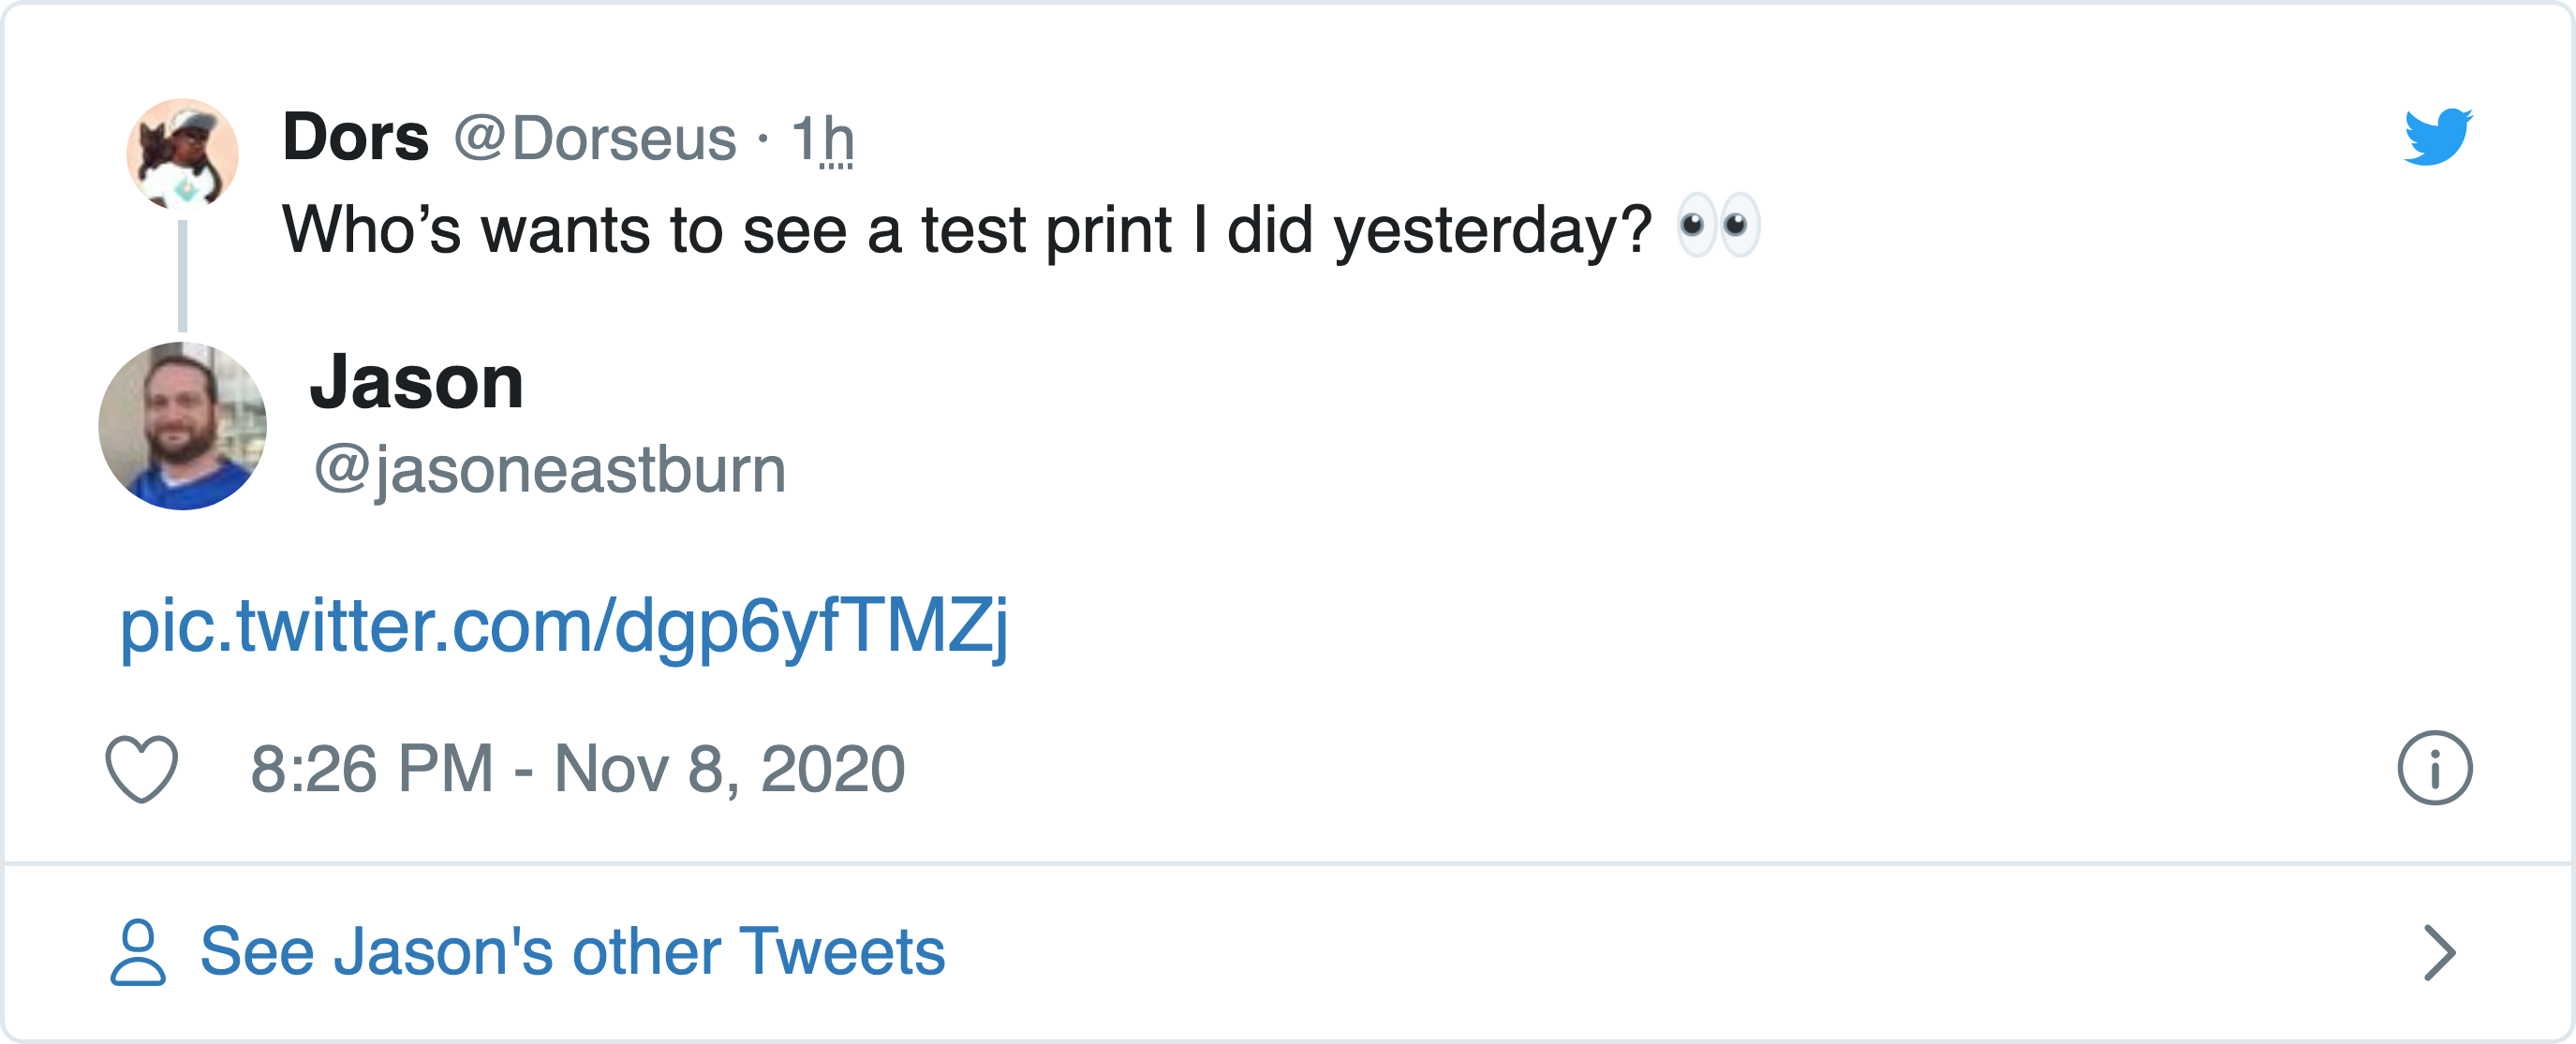 Dors @Dorseus · 1h
Who’s wants to see a test print I did yesterday? 👀
Jason
@jasoneastburn
pic.twitter.com/dgp6yfTMZj
8:26 PM - Nov 8, 2020
See Jason's other Tweets